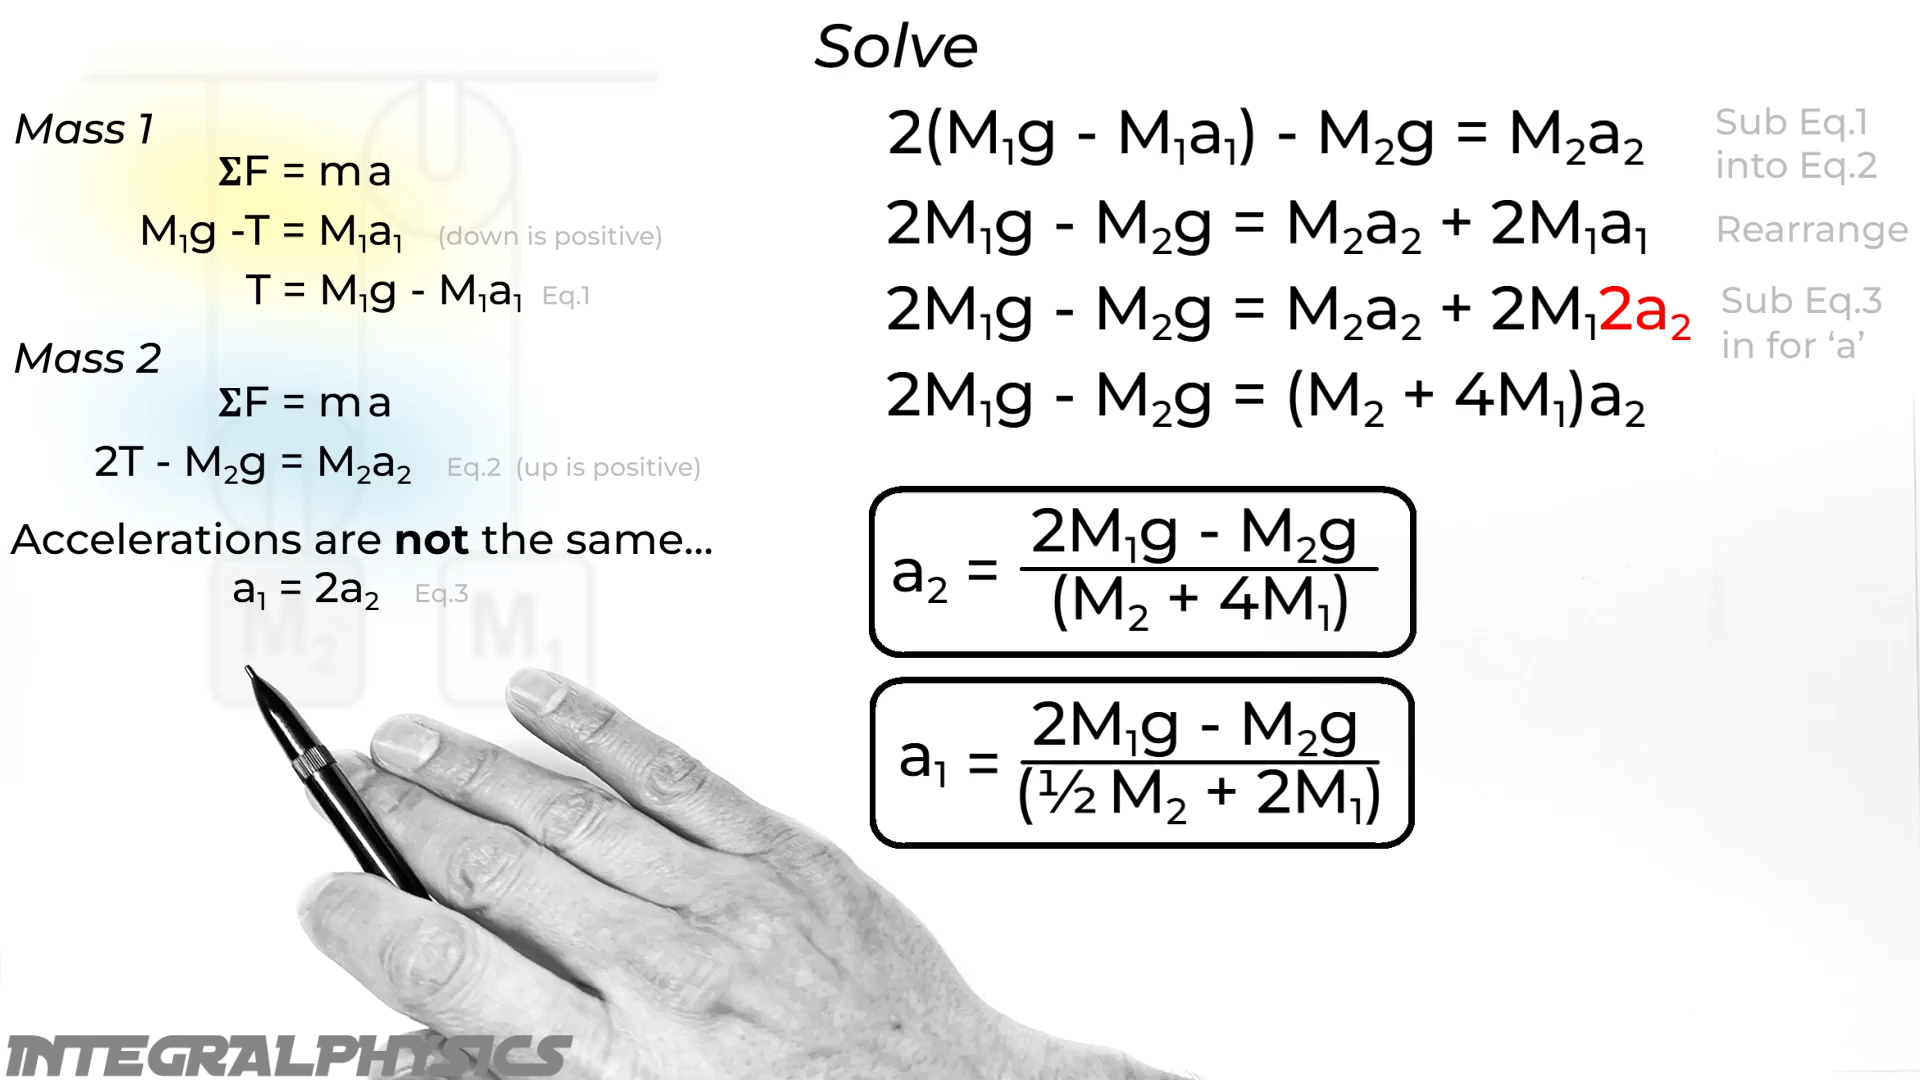 Solve
Mass 1
ΣF = ma
M₁g -T = M₁a₁ (down is positive)
T = M₁g - M₁a₁ Eq.1
Mass 2
ΣF = ma
2T - M₂g = M₂a₂ Eq.2 (up is positive)
Accelerations are not the same...
a₁ = 2a₂ Eq.3
M₂
M₁
2(M₁g - M₁a₁) - M₂g = M₂a₂
Sub Eq.1
into Eq.2
2M₁g - M₂g = M₂a₂ + 2M₁a₁
Rearrange
2M₁g - M₂g = M₂a₂ + 2M₁2a₂
Sub Eq.3
in for ‘a’
2M₁g - M₂g = (M₂ + 4M₁)a₂
a₂ =
2M₁g - M₂g
(M₂ + 4M₁)
a₁ =
2M₁g - M₂g
(½ M₂ + 2M₁)
INTEGRALPHYSICS